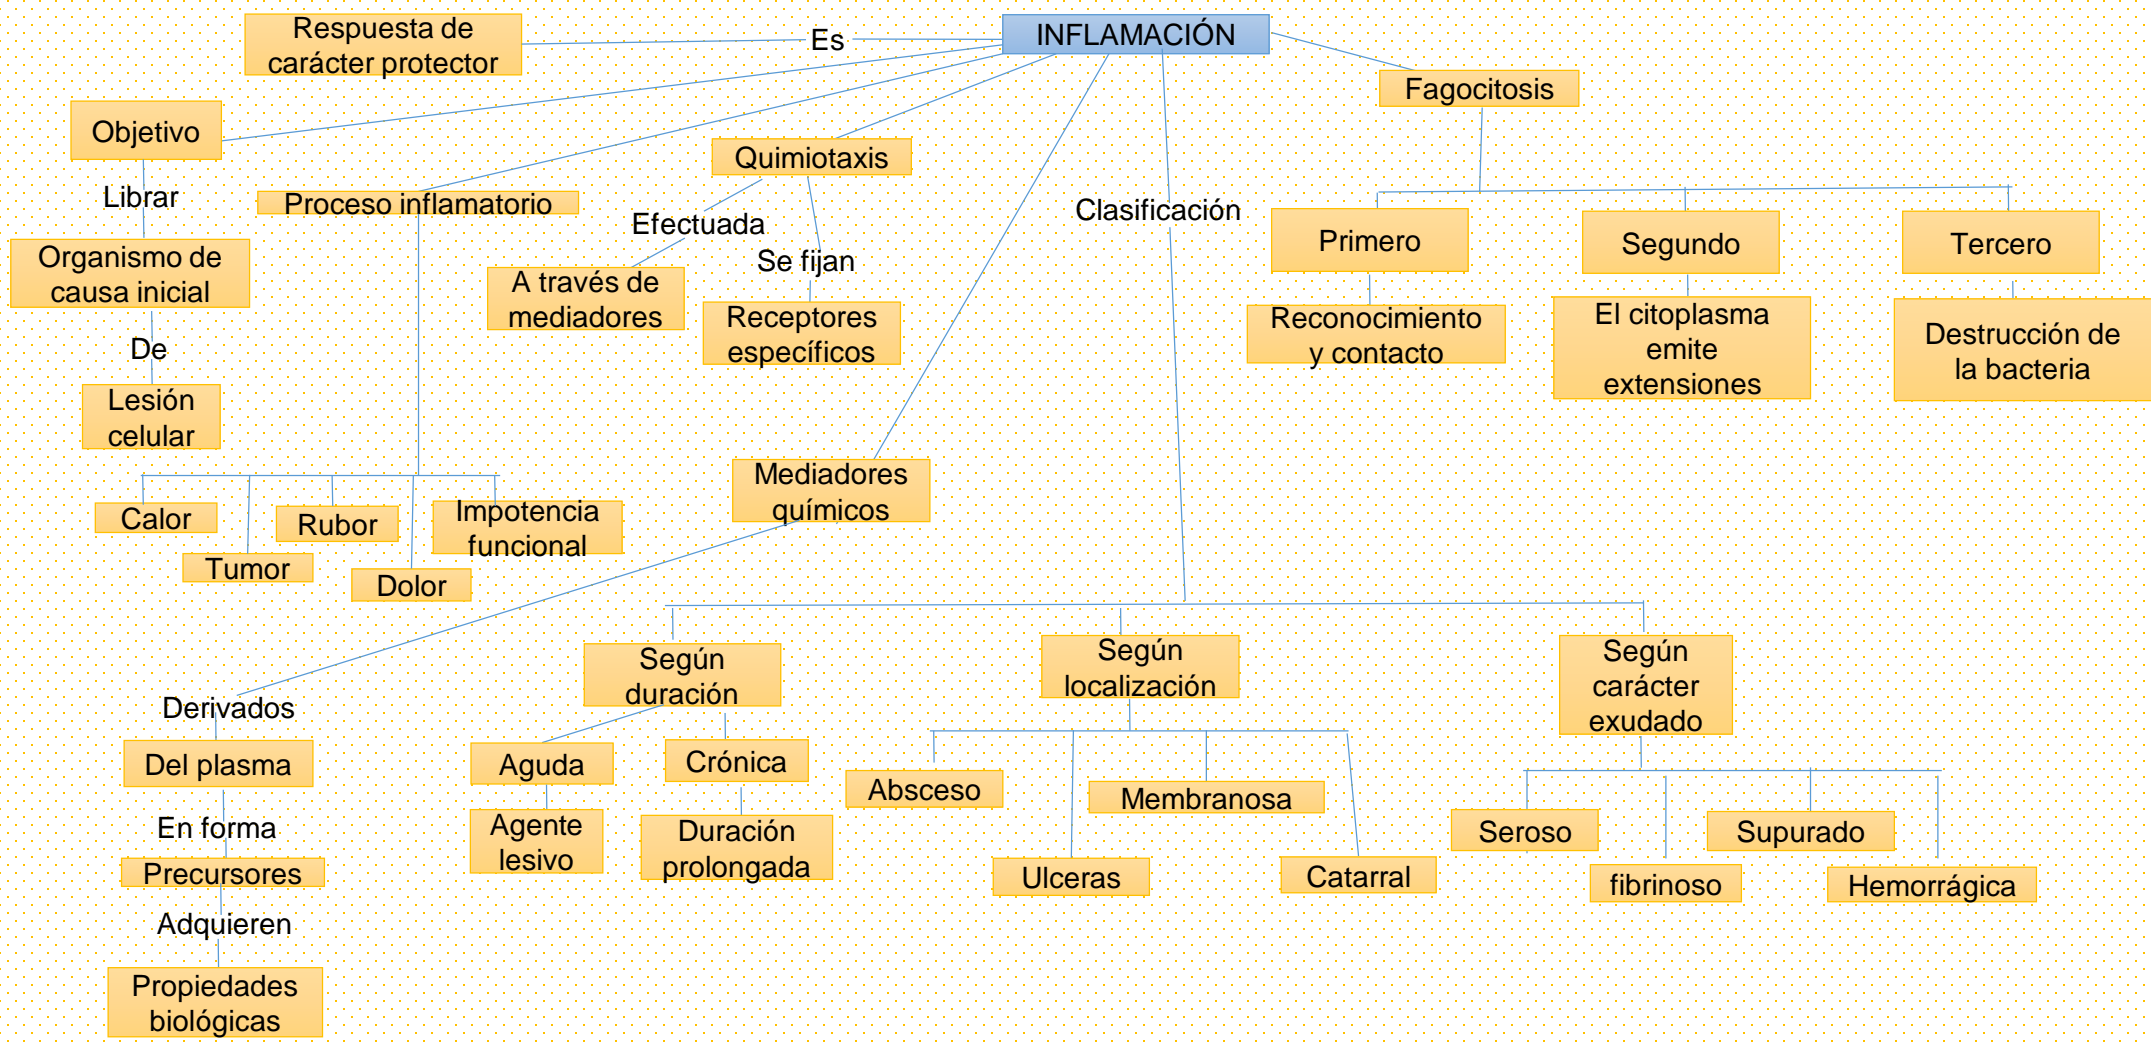 INFLAMACIÓN
Es
Respuesta de
carácter protector
Objetivo
Librar
Organismo de
causa inicial
De
Lesión
celular
Proceso inflamatorio
Calor
Tumor
Rubor
Dolor
Impotencia
funcional
Quimiotaxis
Efectuada
A través de
mediadores
Se fijan
Receptores
específicos
Mediadores
químicos
Derivados
Del plasma
En forma
Precursores
Adquieren
Propiedades
biológicas
Clasificación
Según
duración
Aguda
Agente
lesivo
Crónica
Duración
prolongada
Según
localización
Absceso
Ulceras
Membranosa
Catarral
Según
carácter
exudado
Seroso
fibrinoso
Supurado
Hemorrágica
Fagocitosis
Primero
Reconocimiento
y contacto
Segundo
El citoplasma
emite
extensiones
Tercero
Destrucción de
la bacteria